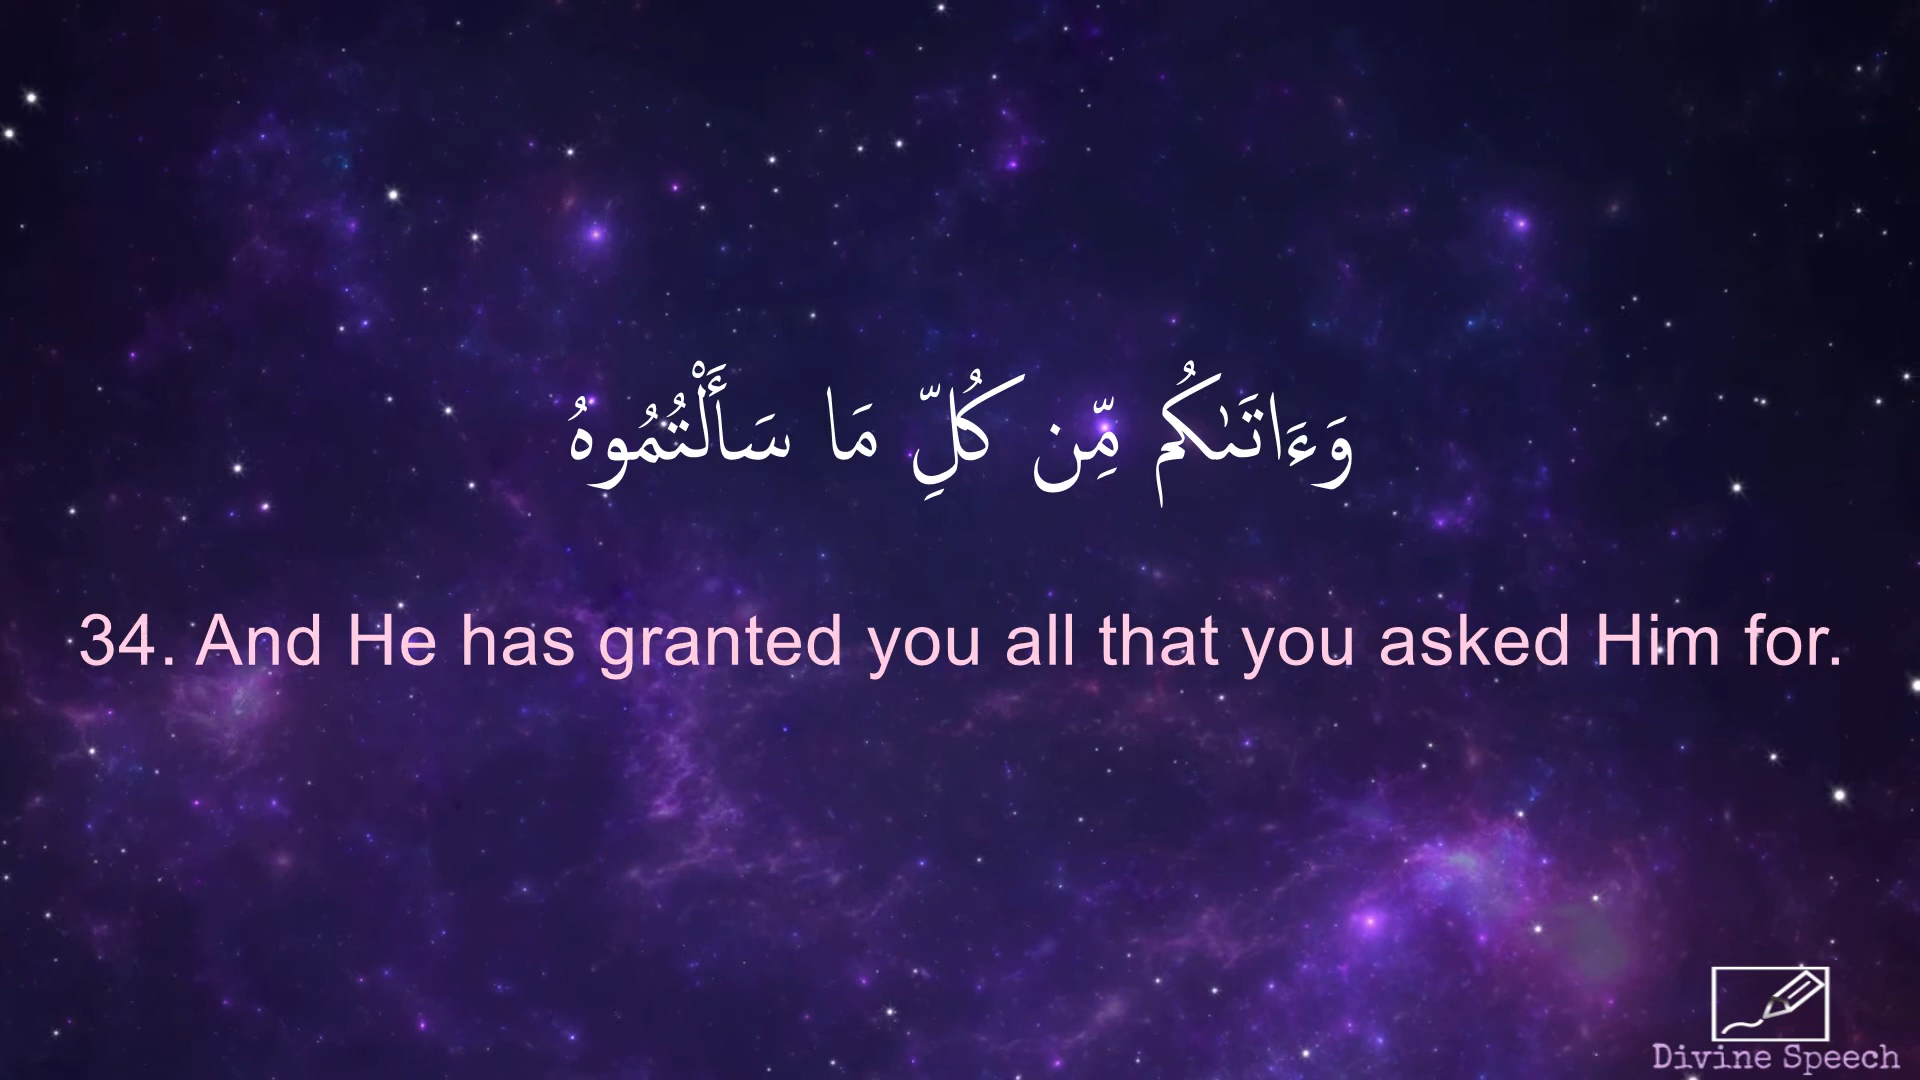 وَءَاتَىٰكُم مِّن كُلِّ مَا سَأَلْتُمُوهُ
34. And He has granted you all that you asked Him for.
Divine Speech